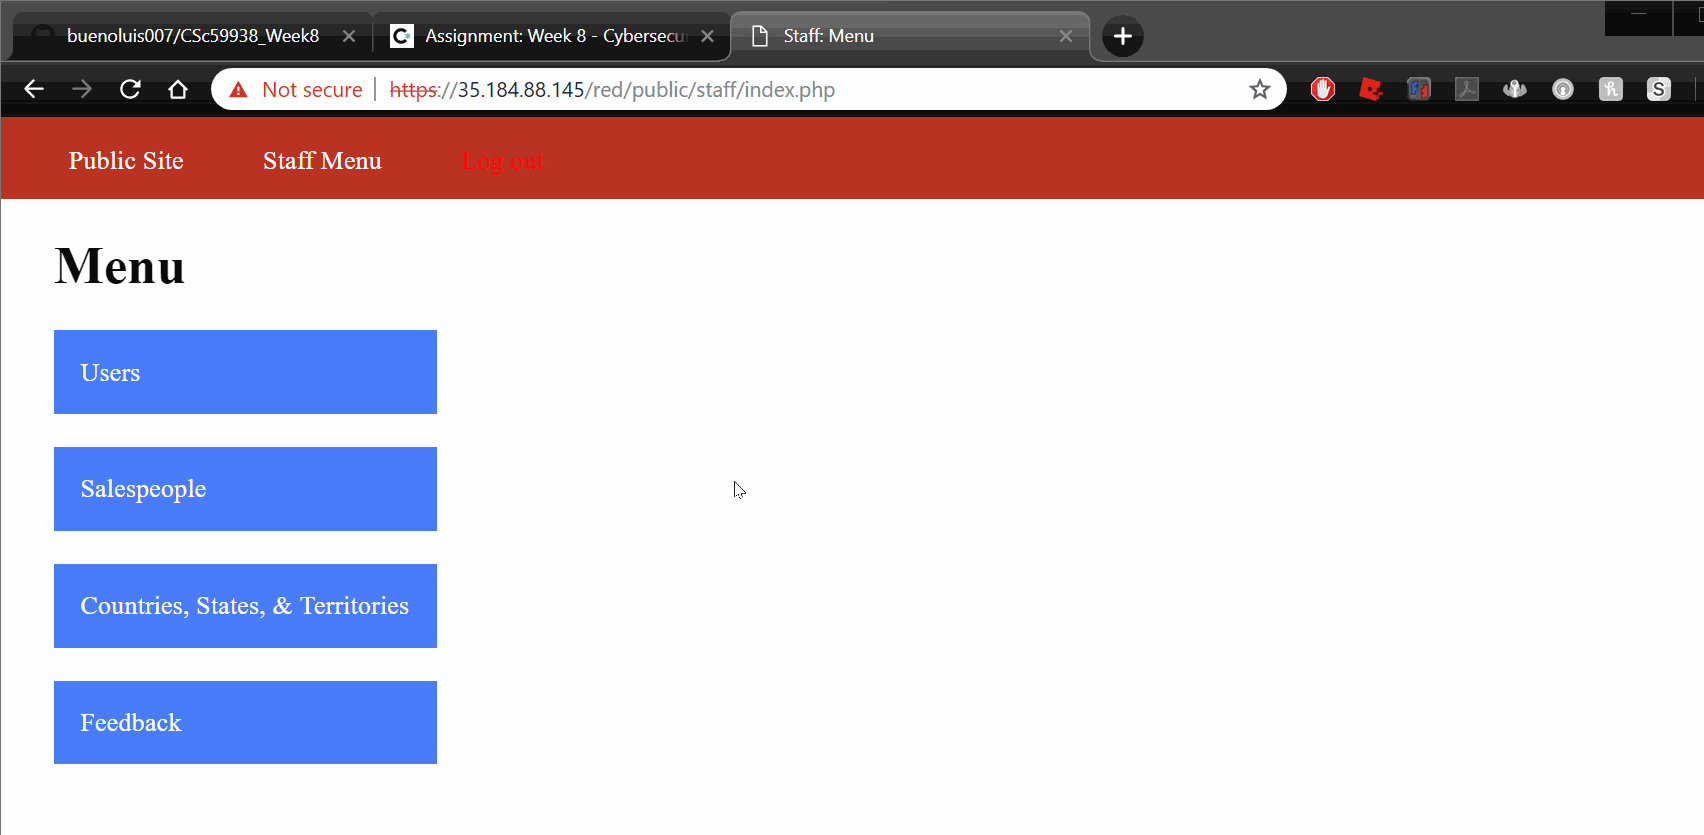 buenoluis007/CSc59938_Week8
Assignment: Week 8 - Cybersecu
Staff: Menu
Not secure https://35.184.88.145/red/public/staff/index.php
Public Site Staff Menu Log out
Menu
Users
Salespeople
Countries, States, & Territories
Feedback